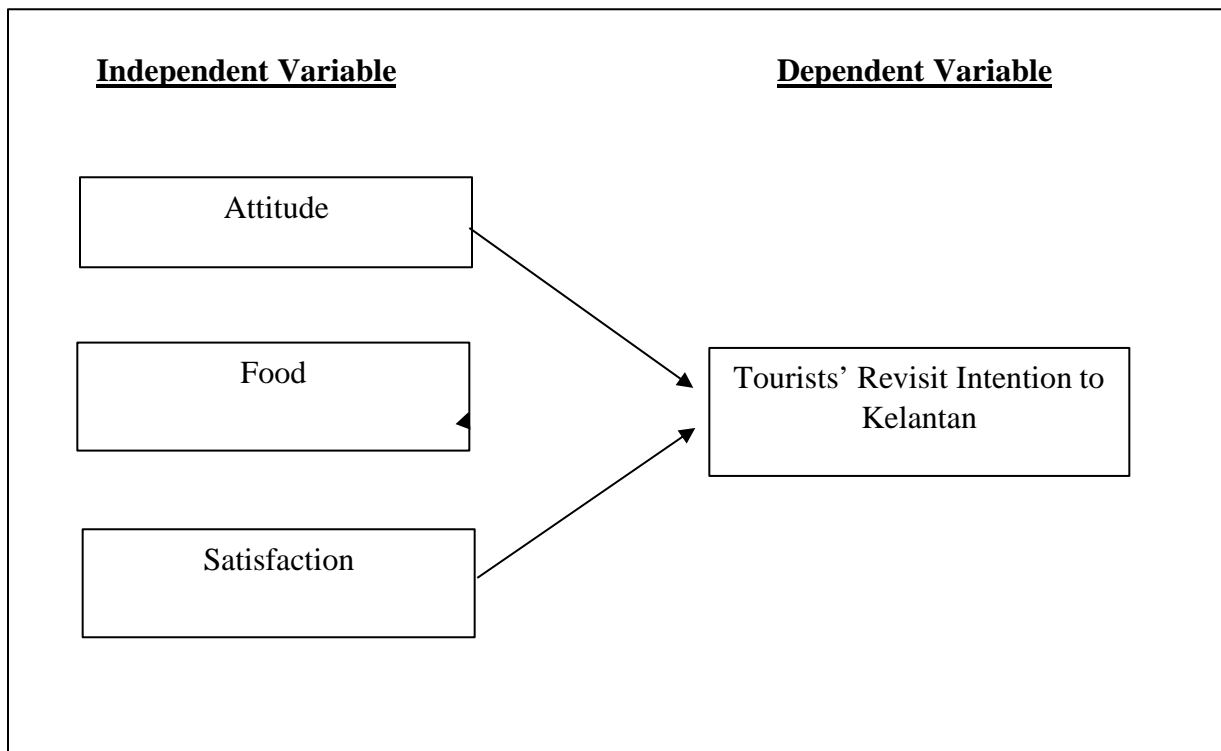 Independent Variable
Dependent Variable
Attitude
Food
Satisfaction
Tourists’ Revisit Intention to
Kelantan